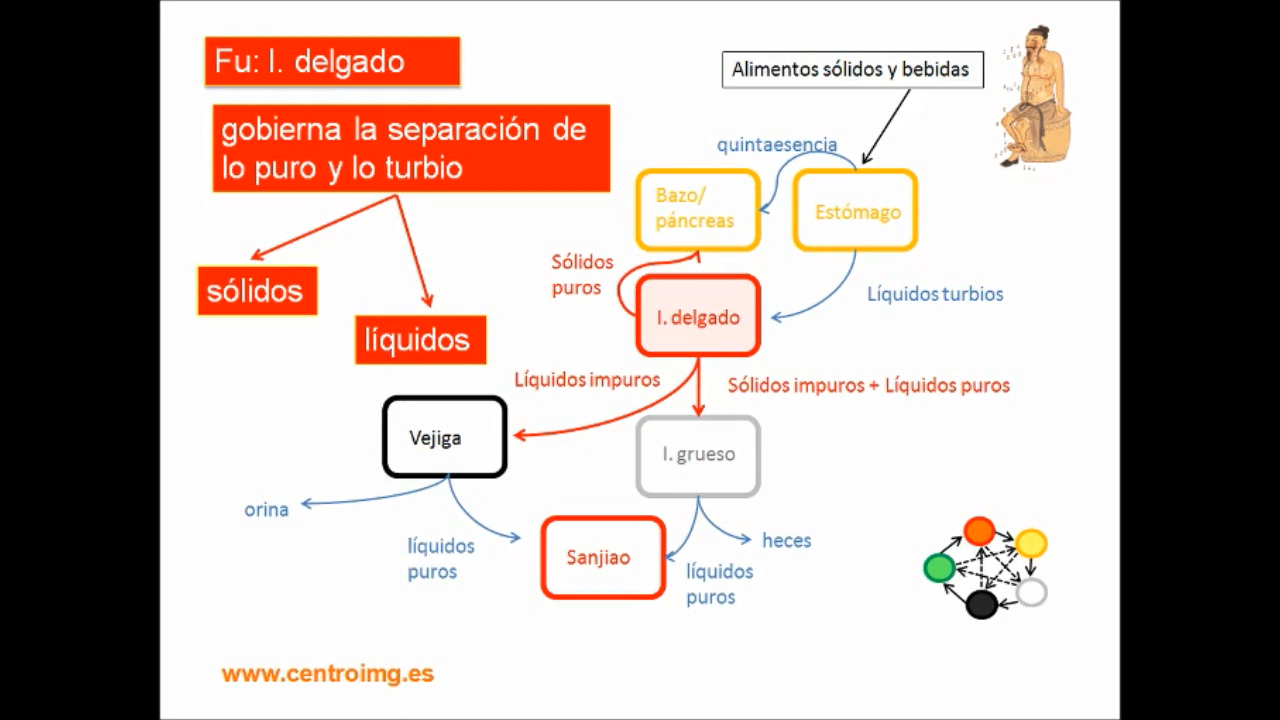 Fu: I. delgado
gobierna la separación de
lo puro y lo turbio
sólidos
líquidos
Alimentos sólidos y bebidas
quintaesencia
Bazo/
páncreas
Estómago
Sólidos
puros
I. delgado
Líquidos turbios
Líquidos impuros
Sólidos impuros + Líquidos puros
Vejiga
I. grueso
orina
líquidos
puros
Sanjiao
heces
líquidos
puros
www.centroimg.es